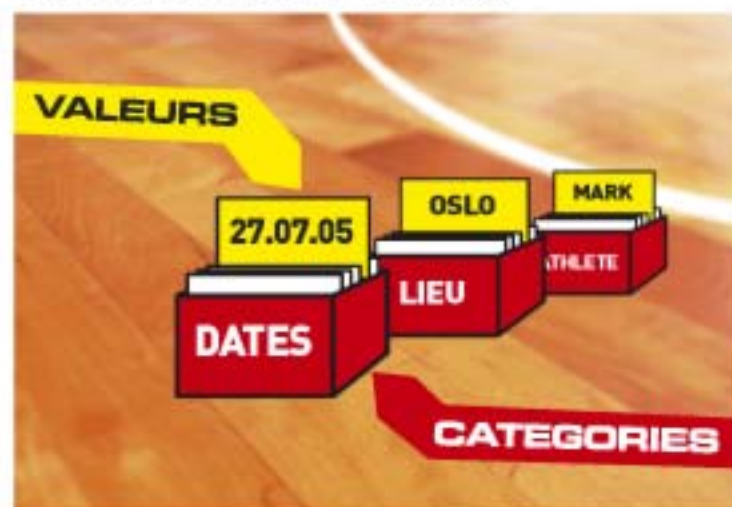 VALEURS
27.07.05
OSLO
MARK
DATES
LIEU
ATHLETE
CATEGORIES